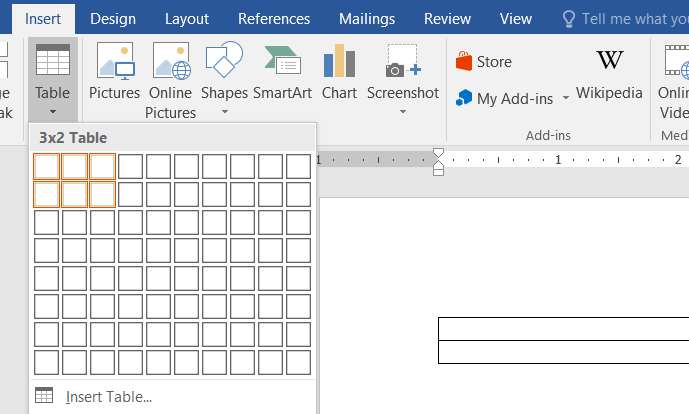 Insert Design Layout References Mailings Review View Tell me what you
Table Pictures Online Pictures Shapes SmartArt Chart Screenshot
Store
My Add-ins
W Wikipedia
Onlin
Vide
ge
ak
Add-ins
Med
3x2 Table
1 1 2
Insert Table...